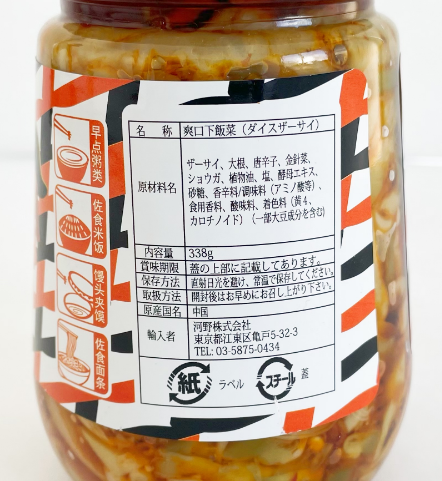 名　称 爽口下飯菜（ダイスザーサイ）
原材料名
ザーサイ、大根、唐辛子、金針菜、
ショウガ、植物油、塩、酵母エキス、
砂糖、香辛料/調味料（アミノ酸等）、
食用香料、酸味料、着色料（黄４、
カロチノイド）（一部大豆成分を含む)
内容量 338g
賞味期限 蓋の上部に記載してあります。
保存方法 直射日光を避け、常温で保存してください。
取扱方法 開封後はお早めにお召し上がり下さい。
原産国名 中国
輸入者
河野株式会社
東京都江東区亀戸5-32-3
TEL: 03-5875-0434
紙 ラベル スチール 蓋
早点粥类
佐食米饭
馒头夹馍
佐食面条